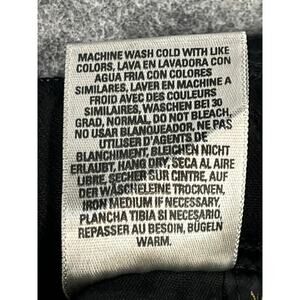 MACHINE WASH COLD WITH LIKE
COLORS, LAVA EN LAVADORA CON
AGUA FRIA CON COLORES
SIMILARES, LAVER EN MACHINE A
FROID AVEC DES COULEURS
SIMILAIRES, WASCHEN BEI 30
GRAD, NORMAL, DO NOT BLEACH,
NO USAR BLANQUEADOR, NE PAS
UTILISER D'AGENTS DE
BLANCHIMENT, BLEICHEN NICHT
ERLAUBT, HANG DRY, SECA AL AIRE
LIBRE, SECHER SUR CINTRE, AUF
DER WÄSCHELEINE TROCKNEN,
IRON MEDIUM IF NECESSARY,
PLANCHA TIBIA SI NECESARIO,
REPASSER AU BESOIN, BÜGELN
WARM.